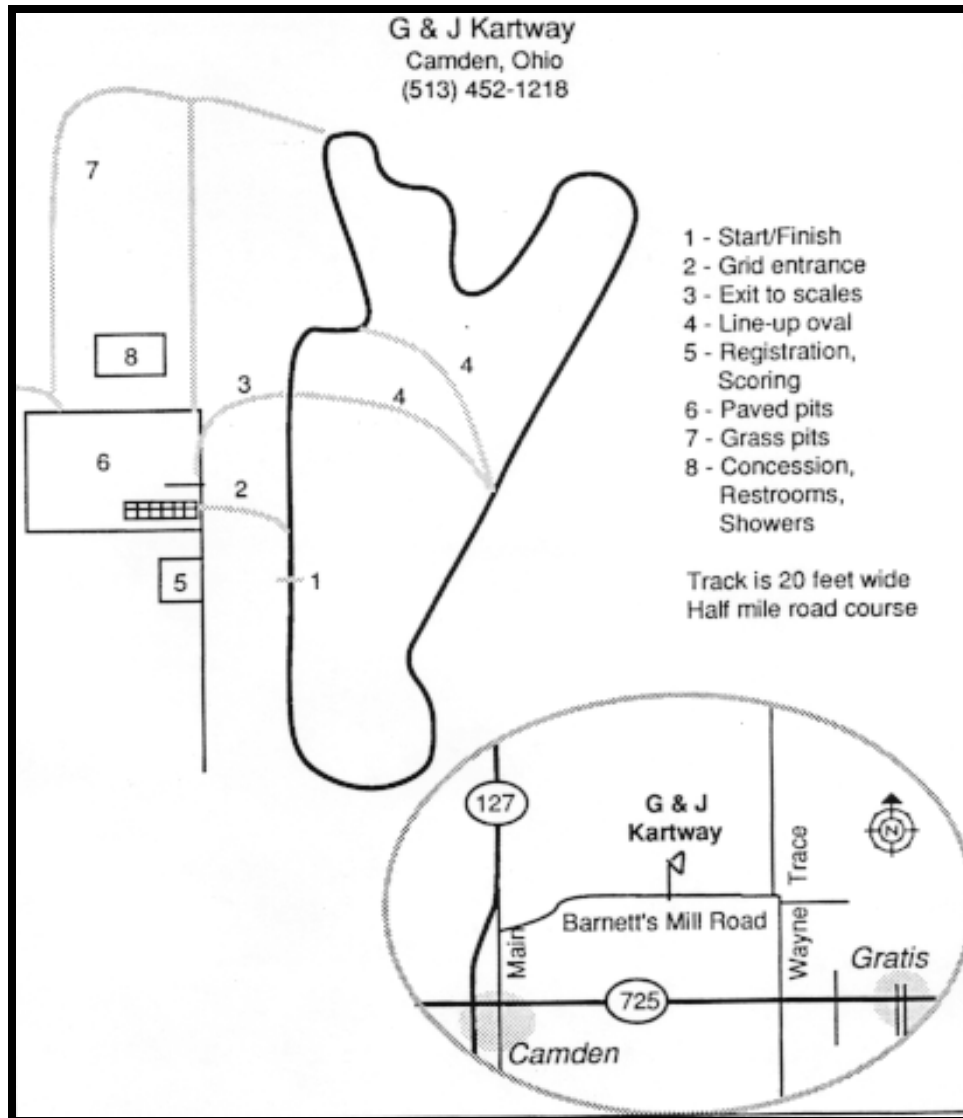 G & J Kartway
Camden, Ohio
(513) 452-1218
7
8
3
4
4
6
2
5
1
1 - Start/Finish
2 - Grid entrance
3 - Exit to scales
4 - Line-up oval
5 - Registration,
Scoring
6 - Paved pits
7 - Grass pits
8 - Concession,
Restrooms,
Showers
Track is 20 feet wide
Half mile road course
127
G & J
Kartway
N
Trace
Barnett's Mill Road
Main
Wayne
Gratis
725
Camden